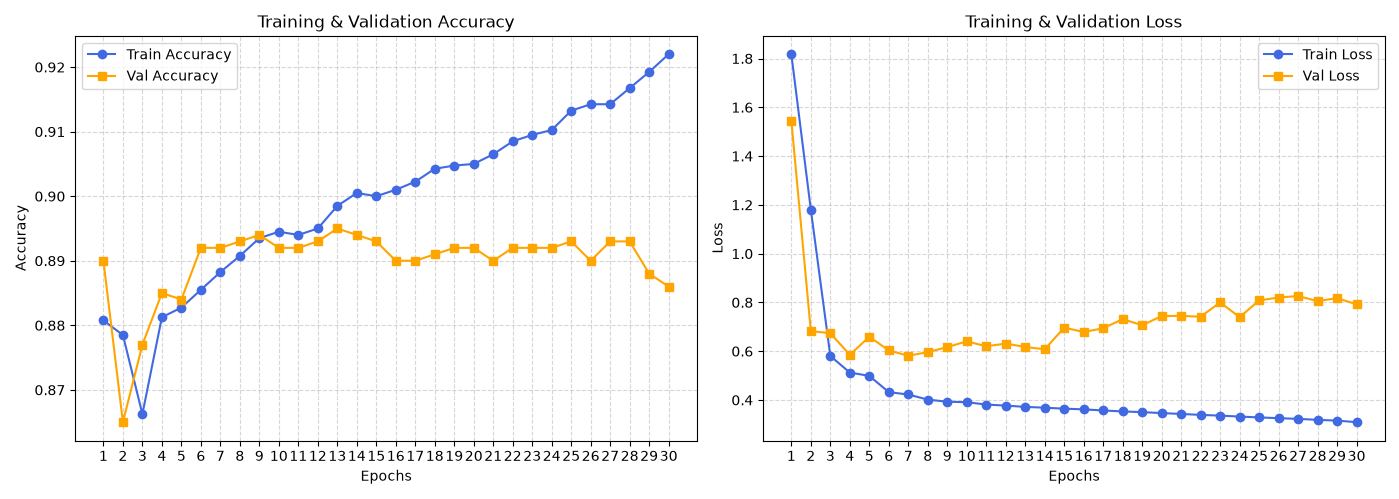 Training & Validation Accuracy
Train Accuracy
Val Accuracy
0.92
0.91
0.90
0.89
0.88
0.87
Accuracy
1 2 3 4 5 6 7 8 9 10 11 12 13 14 15 16 17 18 19 20 21 22 23 24 25 26 27 28 29 30
Epochs
Training & Validation Loss
Train Loss
Val Loss
1.8
1.6
1.4
1.2
1.0
0.8
0.6
0.4
Loss
1 2 3 4 5 6 7 8 9 10 11 12 13 14 15 16 17 18 19 20 21 22 23 24 25 26 27 28 29 30
Epochs